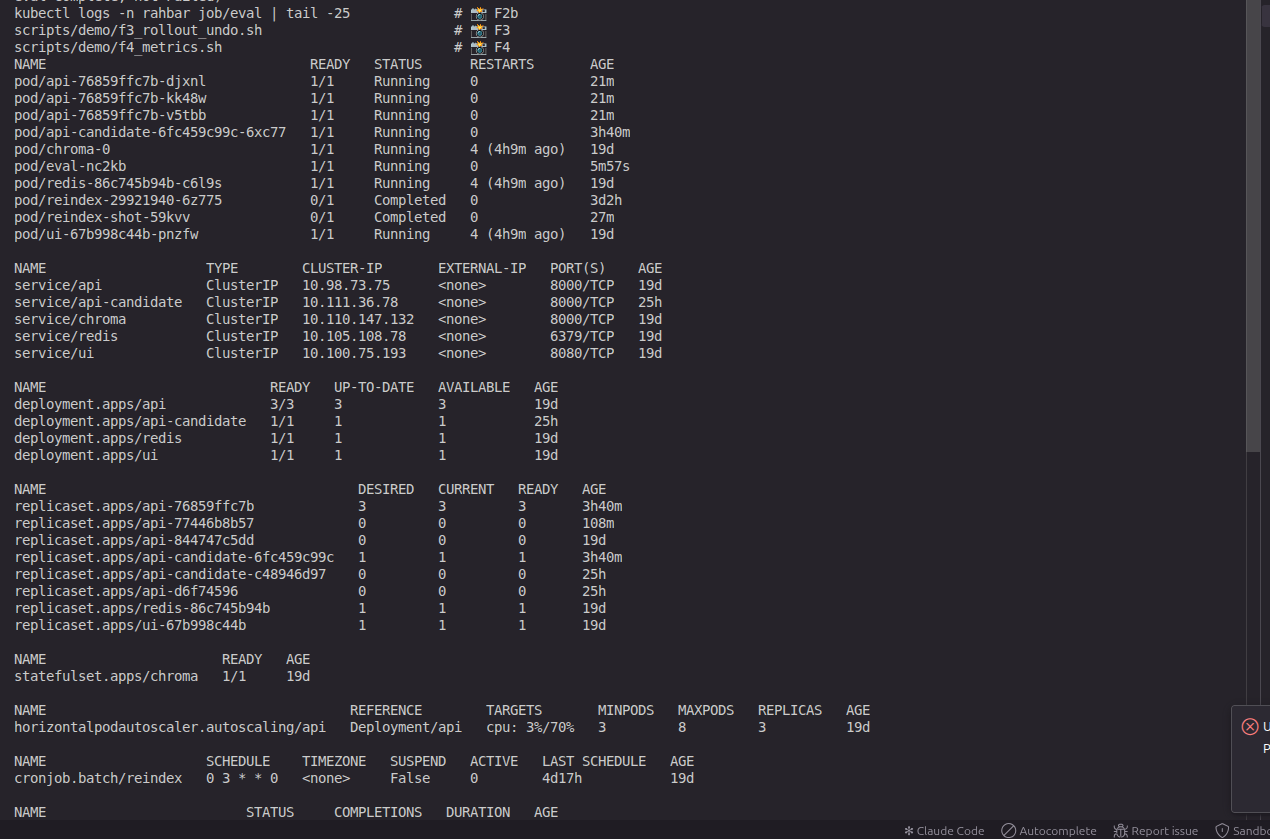 kubectl logs -n rahbar job/eval | tail -25 # 📸 F2b
scripts/demo/f3_rollout_undo.sh # 📸 F3
scripts/demo/f4_metrics.sh # 📸 F4
NAME READY STATUS RESTARTS AGE
pod/api-76859ffc7b-djxnl 1/1 Running 0 21m
pod/api-76859ffc7b-kk48w 1/1 Running 0 21m
pod/api-76859ffc7b-v5tbb 1/1 Running 0 21m
pod/api-candidate-6fc459c99c-6xc77 1/1 Running 0 3h40m
pod/chroma-0 1/1 Running 4 (4h9m ago) 19d
pod/eval-nc2kb 1/1 Running 0 5m57s
pod/redis-86c745b94b-c6l9s 1/1 Running 4 (4h9m ago) 19d
pod/reindex-29921940-6z775 0/1 Completed 0 3d2h
pod/reindex-shot-59kvv 0/1 Completed 0 27m
pod/ui-67b998c44b-pnzfw 1/1 Running 4 (4h9m ago) 19d
NAME TYPE CLUSTER-IP EXTERNAL-IP PORT(S) AGE
service/api ClusterIP 10.98.73.75 <none> 8000/TCP 19d
service/api-candidate ClusterIP 10.111.36.78 <none> 8000/TCP 25h
service/chroma ClusterIP 10.110.147.132 <none> 8000/TCP 19d
service/redis ClusterIP 10.105.108.78 <none> 6379/TCP 19d
service/ui ClusterIP 10.100.75.193 <none> 8080/TCP 19d
NAME READY UP-TO-DATE AVAILABLE AGE
deployment.apps/api 3/3 3 3 19d
deployment.apps/api-candidate 1/1 1 1 25h
deployment.apps/redis 1/1 1 1 19d
deployment.apps/ui 1/1 1 1 19d
NAME DESIRED CURRENT READY AGE
replicaset.apps/api-76859ffc7b 3 3 3 3h40m
replicaset.apps/api-77446b8b57 0 0 0 108m
replicaset.apps/api-844747c5dd 0 0 0 19d
replicaset.apps/api-candidate-6fc459c99c 1 1 1 3h40m
replicaset.apps/api-candidate-c48946d97 0 0 0 25h
replicaset.apps/api-d6f74596 0 0 0 25h
replicaset.apps/redis-86c745b94b 1 1 1 19d
replicaset.apps/ui-67b998c44b 1 1 1 19d
NAME READY AGE
statefulset.apps/chroma 1/1 19d
NAME REFERENCE TARGETS MINPODS MAXPODS REPLICAS AGE
horizontalpodautoscaler.autoscaling/api Deployment/api cpu: 3%/70% 3 8 3 19d
NAME SCHEDULE TIMEZONE SUSPEND ACTIVE LAST SCHEDULE AGE
cronjob.batch/reindex 0 3 * * 0 <none> False 0 4d17h 19d
NAME STATUS COMPLETIONS DURATION AGE
Claude Code Autocomplete Report issue